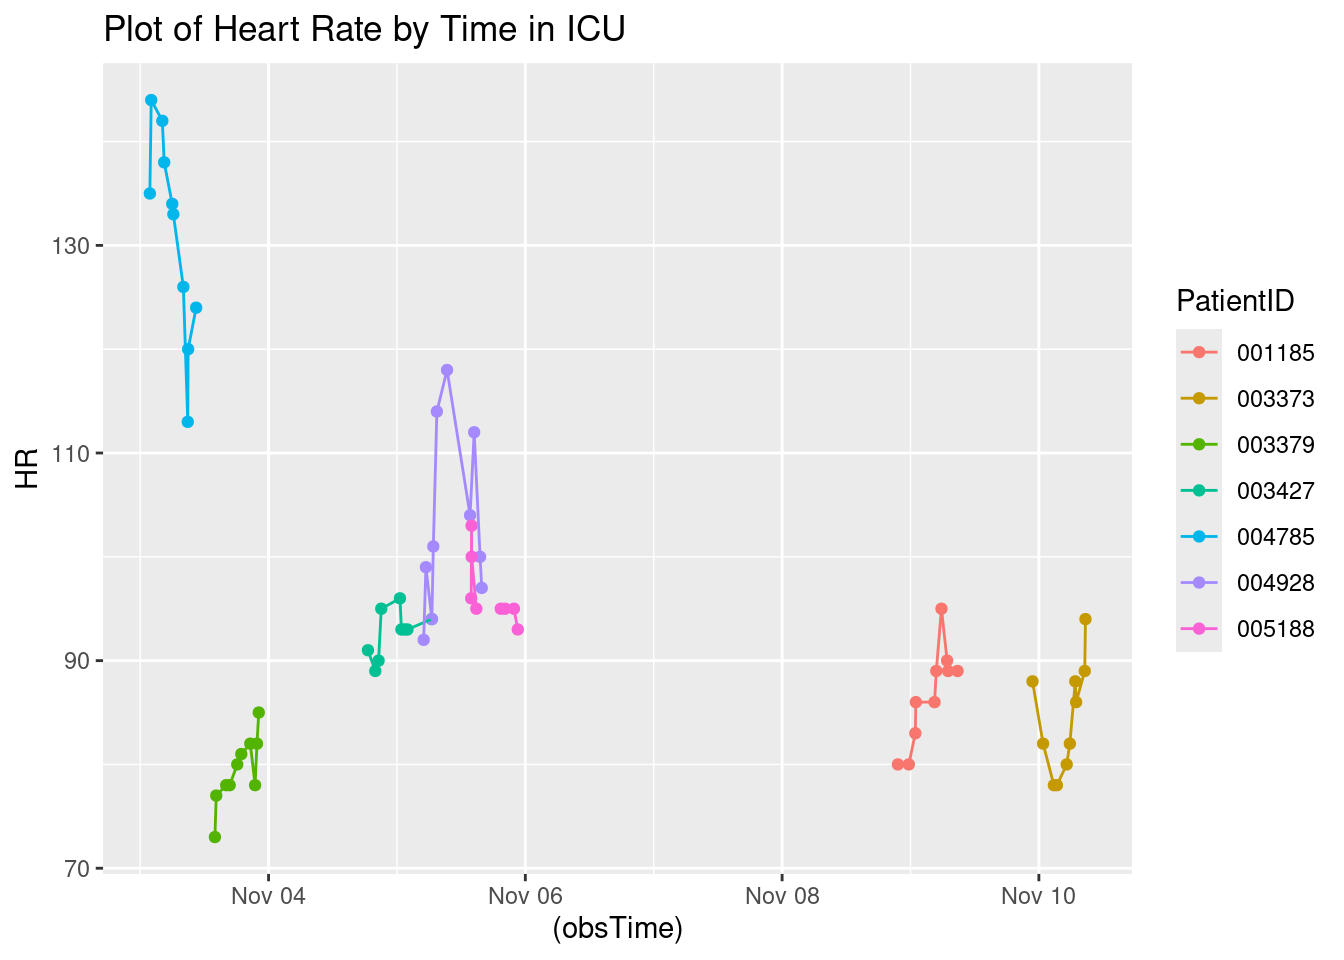 Plot of Heart Rate by Time in ICU
HR
130
110
90
70
Nov 04
Nov 06
Nov 08
Nov 10
(obsTime)
PatientID
001185
003373
003379
003427
004785
004928
005188